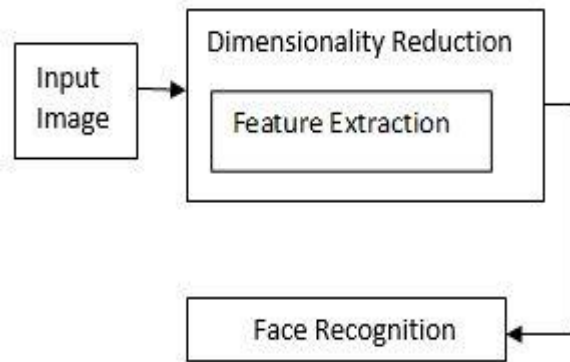 Input
Image
Dimensionality Reduction
Feature Extraction
Face Recognition